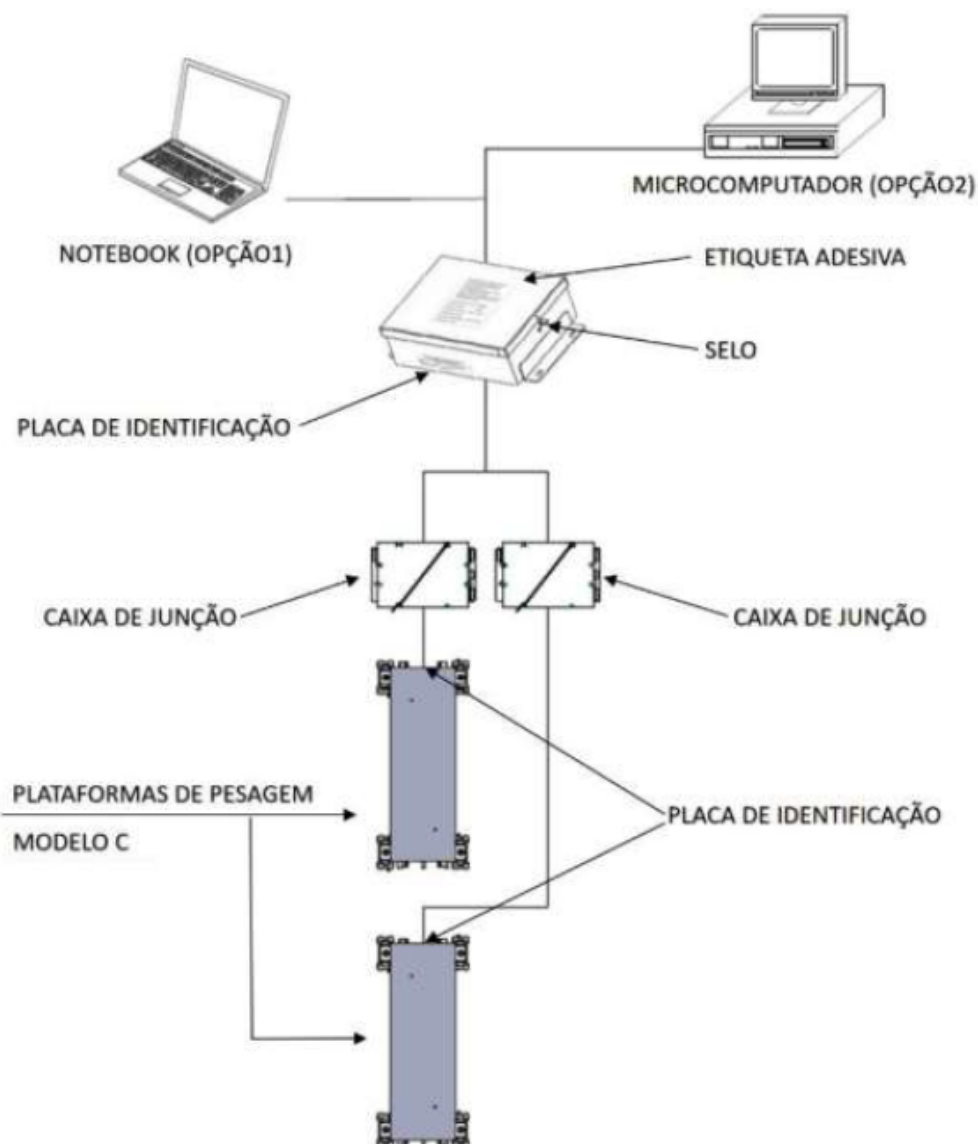 MICROCOMPUTADOR (OPÇÃO2)
NOTEBOOK (OPÇÃO1)
ETIQUETA ADESIVA
SELO
PLACA DE IDENTIFICAÇÃO
CAIXA DE JUNÇÃO
CAIXA DE JUNÇÃO
PLATAFORMAS DE PESAGEM
MODELO C
PLACA DE IDENTIFICAÇÃO